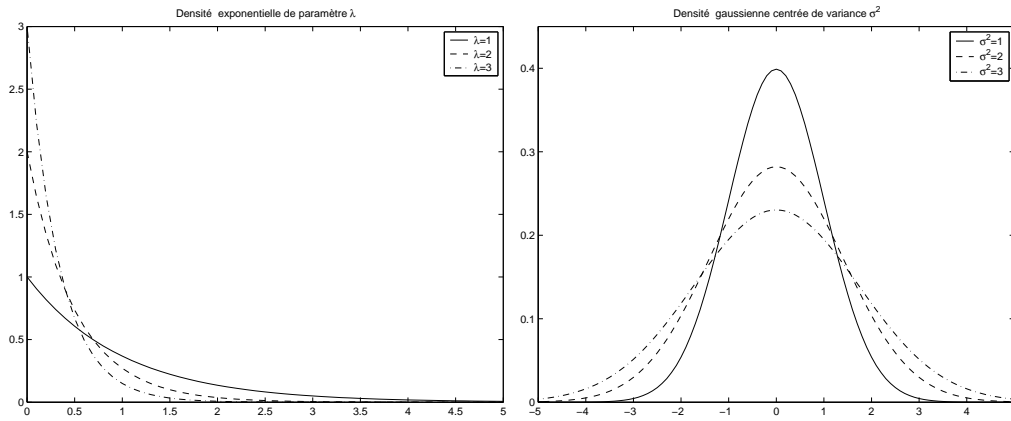 Densité exponentielle de paramètre λ
3
2.5
2
1.5
1
0.5
0
0 0.5 1 1.5 2 2.5 3 3.5 4 4.5 5
λ=1
λ=2
λ=3
Densité gaussienne centrée de variance σ²
0.4
0.3
0.2
0.1
0
−5 −4 −3 −2 −1 0 1 2 3 4
σ²=1
σ²=2
σ²=3